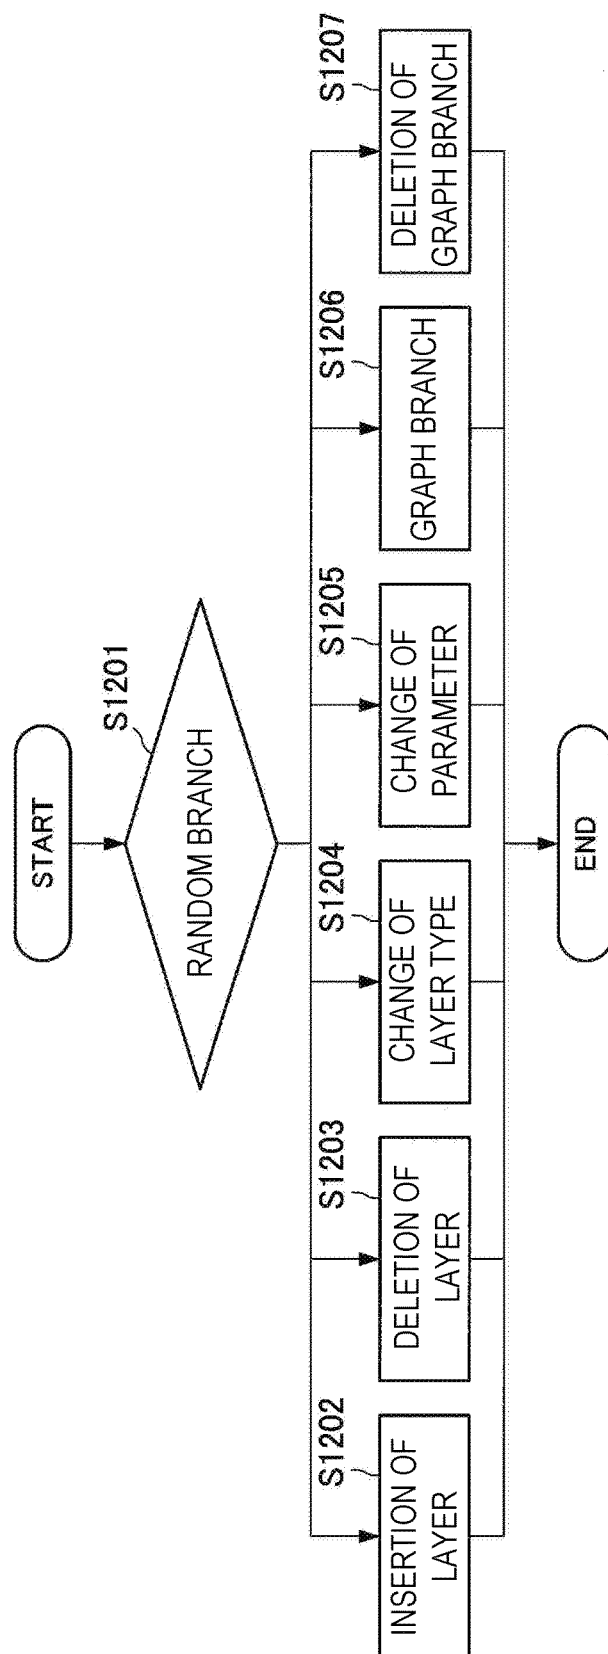 START
S1201
RANDOM BRANCH
S1202
INSERTION OF
LAYER
S1203
DELETION OF
LAYER
S1204
CHANGE OF
LAYER TYPE
S1205
CHANGE OF
PARAMETER
S1206
GRAPH BRANCH
S1207
DELETION OF
GRAPH BRANCH
END